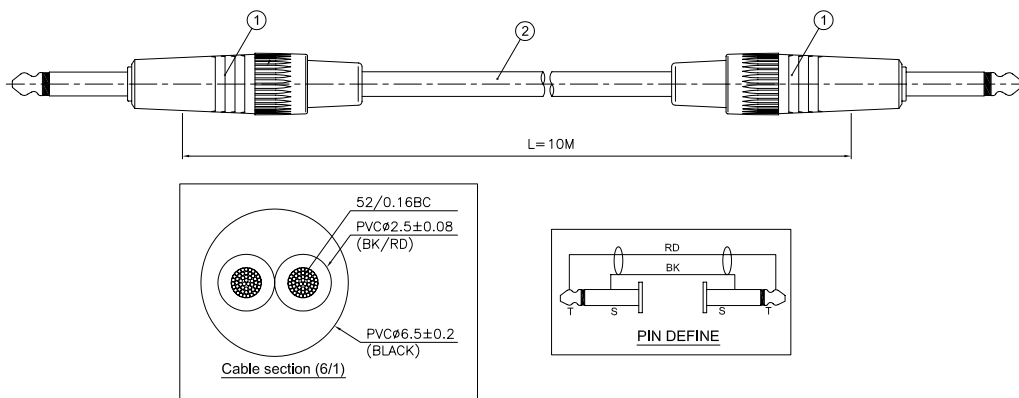 1
2
1
L=10M
52/0.16BC
PVCø2.5±0.08
(BK/RD)
PVCø6.5±0.2
(BLACK)
Cable section (6/1)
RD
BK
T
S
S
T
PIN DEFINE